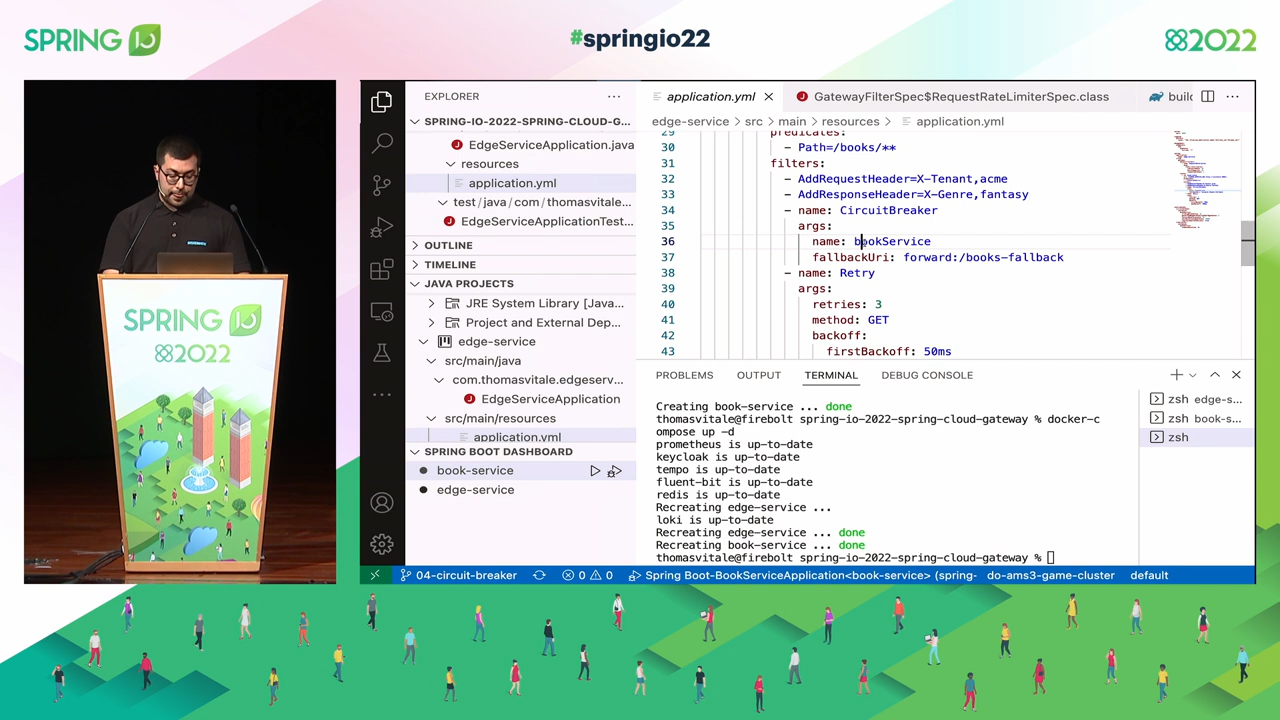 SPRING IO
#springio22
2022
SPRING IO
2022
EXPLORER ···
SPRING-IO-2022-SPRING-CLOUD-G...
EdgeServiceApplication.java
resources
application.yml
test/java/com/thomasvitale...
EdgeServiceApplicationTest...
OUTLINE
TIMELINE
JAVA PROJECTS
JRE System Library [Java...
Project and External Dep...
edge-service
src/main/java
com.thomasvitale.edgeserv...
EdgeServiceApplication
src/main/resources
application.yml
SPRING BOOT DASHBOARD
book-service
edge-service
application.yml
GatewayFilterSpec$RequestRateLimiterSpec.class
edge-service > src > main > resources > application.yml
29 predicates:
30 - Path=/books/**
31 filters:
32 - AddRequestHeader=X-Tenant,acme
33 - AddResponseHeader=X-Genre,fantasy
34 - name: CircuitBreaker
35 args:
36 name: bookService
37 fallbackUri: forward:/books-fallback
38 - name: Retry
39 args:
40 retries: 3
41 method: GET
42 backoff:
43 firstBackoff: 50ms
PROBLEMS OUTPUT TERMINAL DEBUG CONSOLE
Creating book-service ... done
thomasvitale@firebolt spring-io-2022-spring-cloud-gateway % docker-c
ompose up -d
prometheus is up-to-date
keycloak is up-to-date
tempo is up-to-date
fluent-bit is up-to-date
redis is up-to-date
Recreating edge-service ...
loki is up-to-date
Recreating edge-service ... done
Recreating book-service ... done
thomasvitale@firebolt spring-io-2022-spring-cloud-gateway %
zsh edge-s...
zsh book-s...
zsh
04-circuit-breaker 0 0 Spring Boot-BookServiceApplication<book-service> (spring- do-ams3-game-cluster default